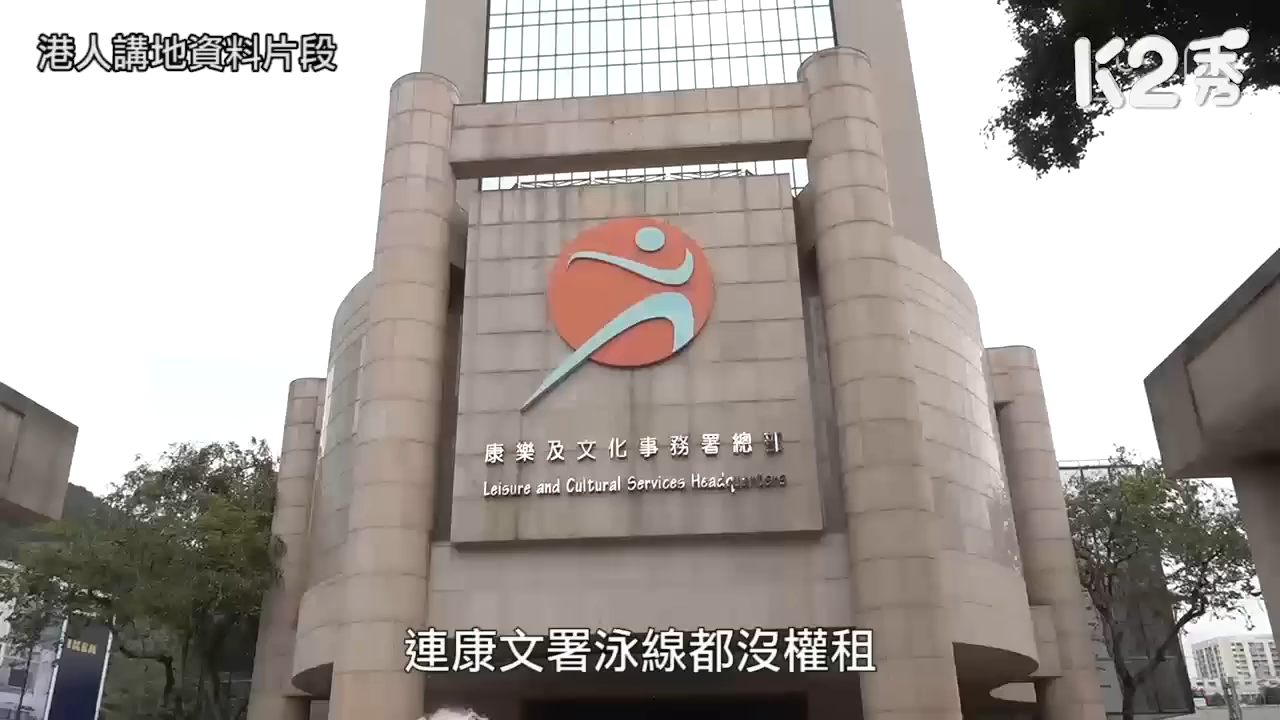 港人講地資料片段
K2秀
康樂及文化事務署總部
Leisure and Cultural Services Headquarters
IKEA
連康文署泳線都沒權租